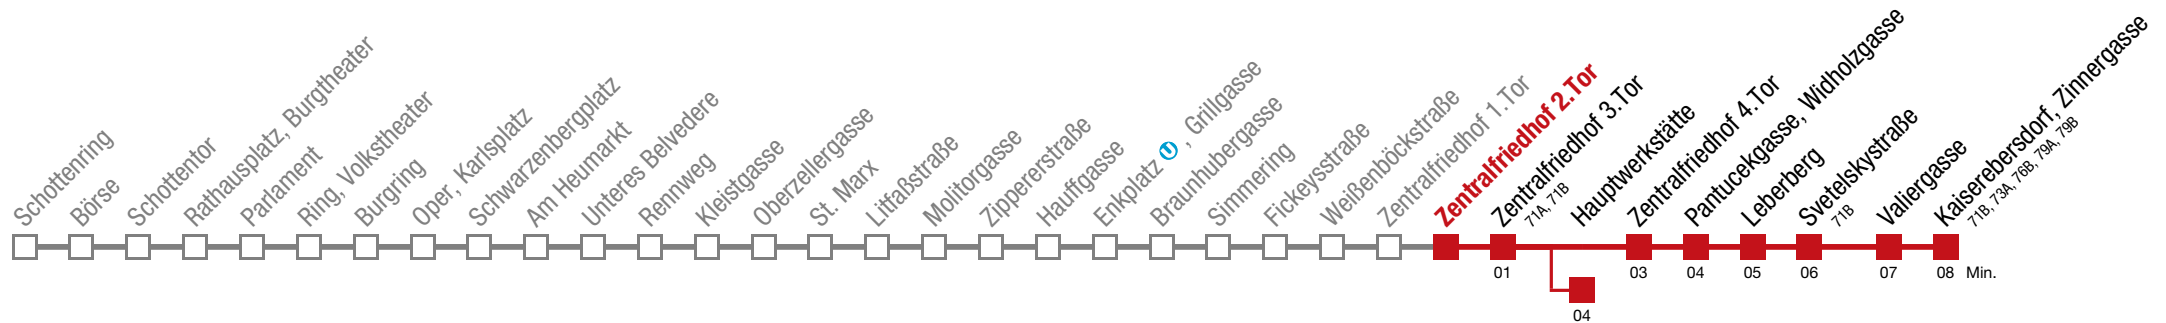 Schottenring
Börse
Schottentor
Rathausplatz, Burgtheater
Parlament
Ring, Volkstheater
Burgring
Oper, Karlsplatz
Schwarzenbergplatz
Am Heumarkt
Unteres Belvedere
Rennweg
Kleistgasse
Oberzellergasse
St. Marx
Litfaßstraße
Molitorgasse
Zippererstraße
Hauffgasse
Enkplatz U, Grillgasse
Braunhubergasse
Simmering
Fickeysstraße
Weißenböckstraße
Zentralfriedhof 1.Tor
Zentralfriedhof 2.Tor
Zentralfriedhof 3.Tor
71A, 71B
Hauptwerkstätte
Zentralfriedhof 4.Tor
Pantucekgasse, Widholzgasse
Leberberg
Svetelskystraße
71B
Valiergasse
Kaiserebersdorf, Zinnergasse
71B, 73A, 76B, 79A, 79B
01 03 04 05 06 07 08 Min.
04